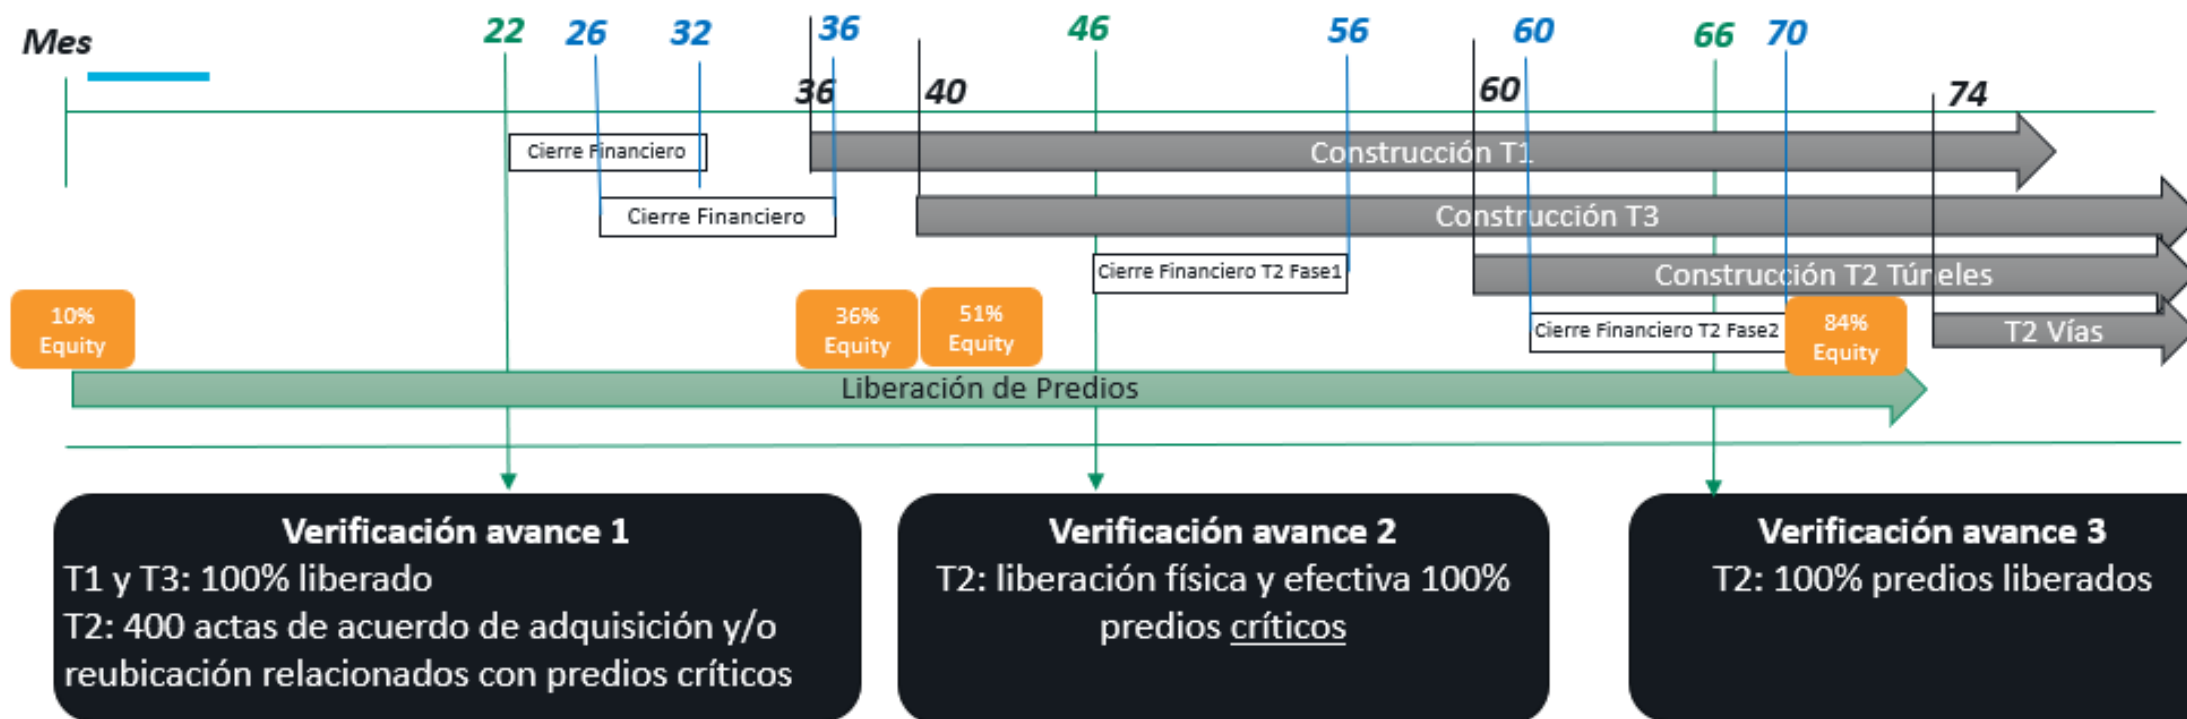 Mes
22
26
32
36
46
56
60
66
70
36
40
60
74
Cierre Financiero
Construcción T1
Cierre Financiero
Construcción T3
Cierre Financiero T2 Fase1
Construcción T2 Túneles
10%
Equity
36%
Equity
51%
Equity
Cierre Financiero T2 Fase2
84%
Equity
T2 Vías
Liberación de Predios
Verificación avance 1
T1 y T3: 100% liberado
T2: 400 actas de acuerdo de adquisición y/o
reubicación relacionados con predios críticos
Verificación avance 2
T2: liberación física y efectiva 100%
predios críticos
Verificación avance 3
T2: 100% predios liberados